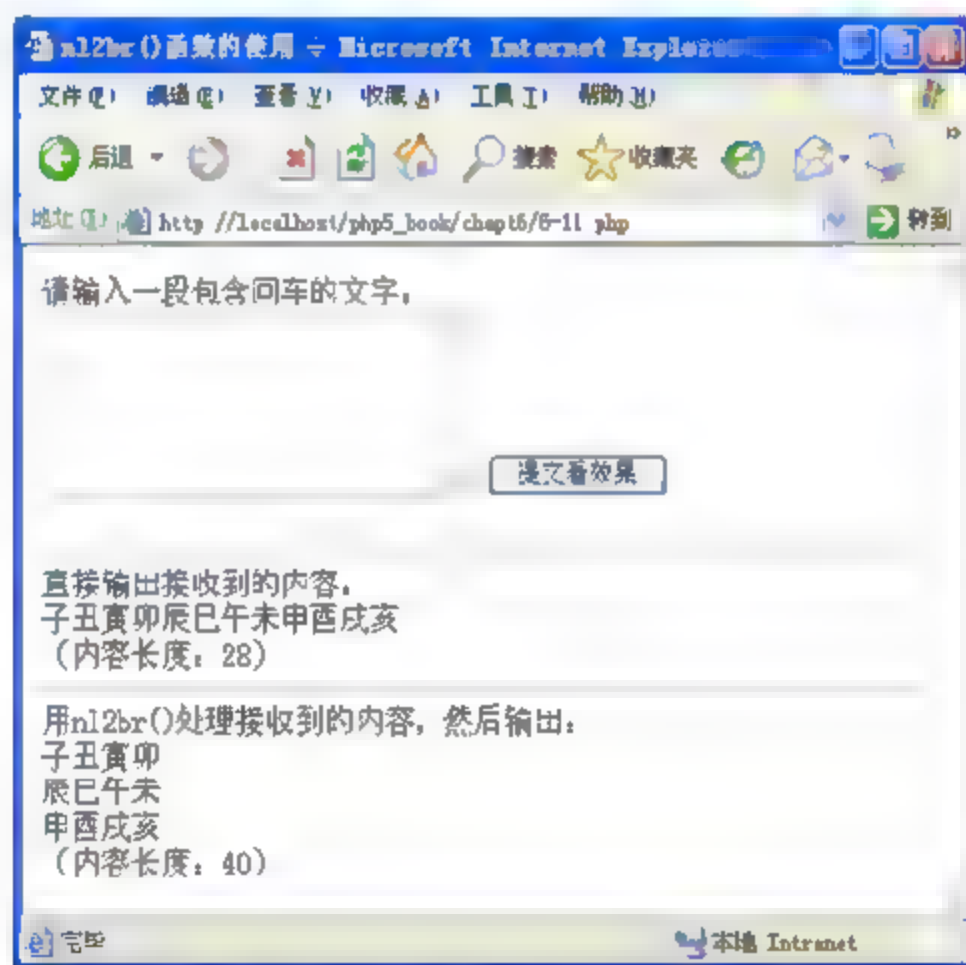 nl2br()函数的使用 - Microsoft Internet Explorer
文件(F) 编辑(E) 查看(V) 收藏(A) 工具(T) 帮助(H)
后退 搜索 收藏夹
地址(D) http://localhost/php5_book/chapt6/6-11.php 转到
请输入一段包含回车的文字:
提交看效果
直接输出接收到的内容:
子丑寅卯辰巳午未申酉戌亥
(内容长度:28)
用nl2br()处理接收到的内容,然后输出:
子丑寅卯
辰巳午未
申酉戌亥
(内容长度:40)
完毕 本地 Intranet